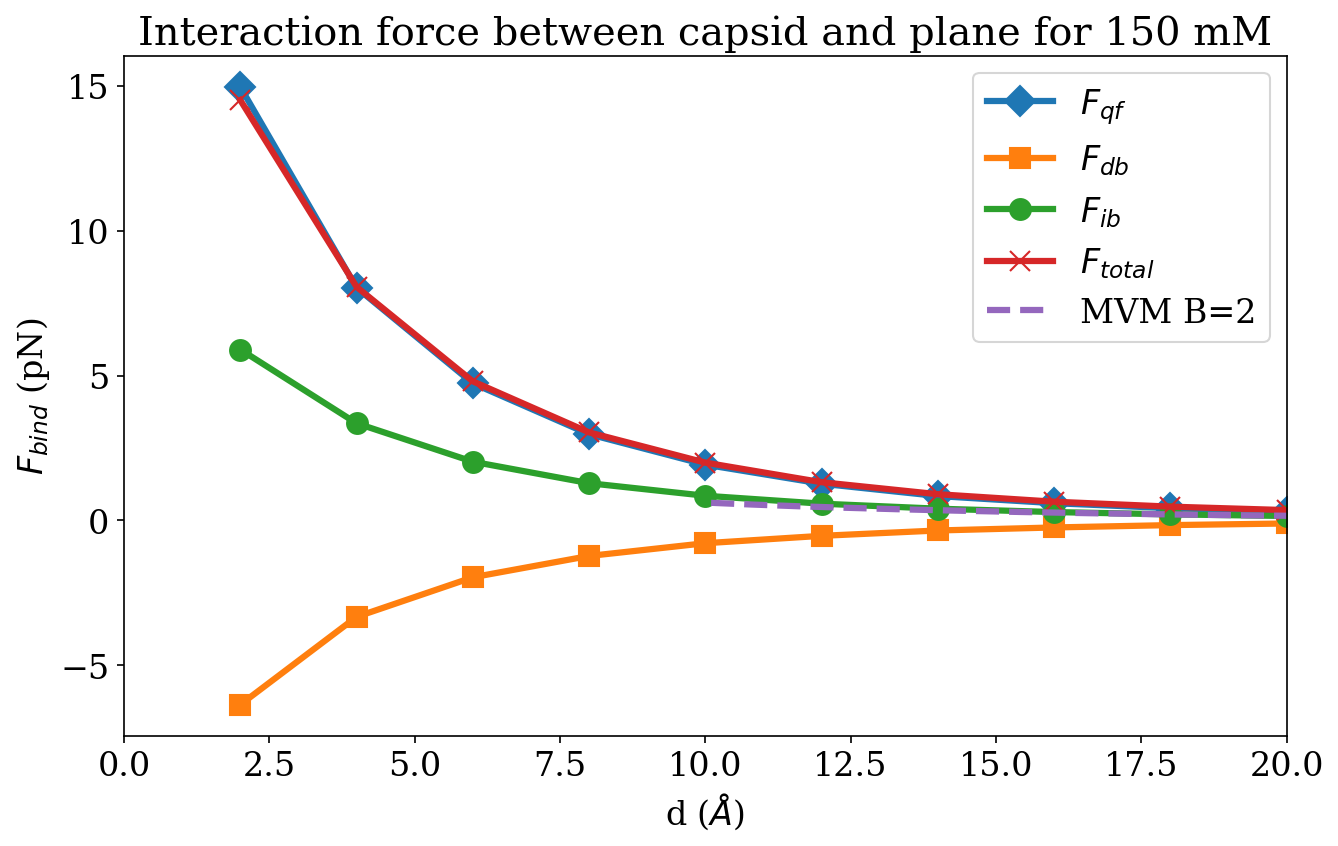 Interaction force between capsid and plane for 150 mM
F_bind (pN)
15
10
5
0
−5
F_qf
F_db
F_ib
F_total
MVM B=2
0.0 2.5 5.0 7.5 10.0 12.5 15.0 17.5 20.0
d (Å)